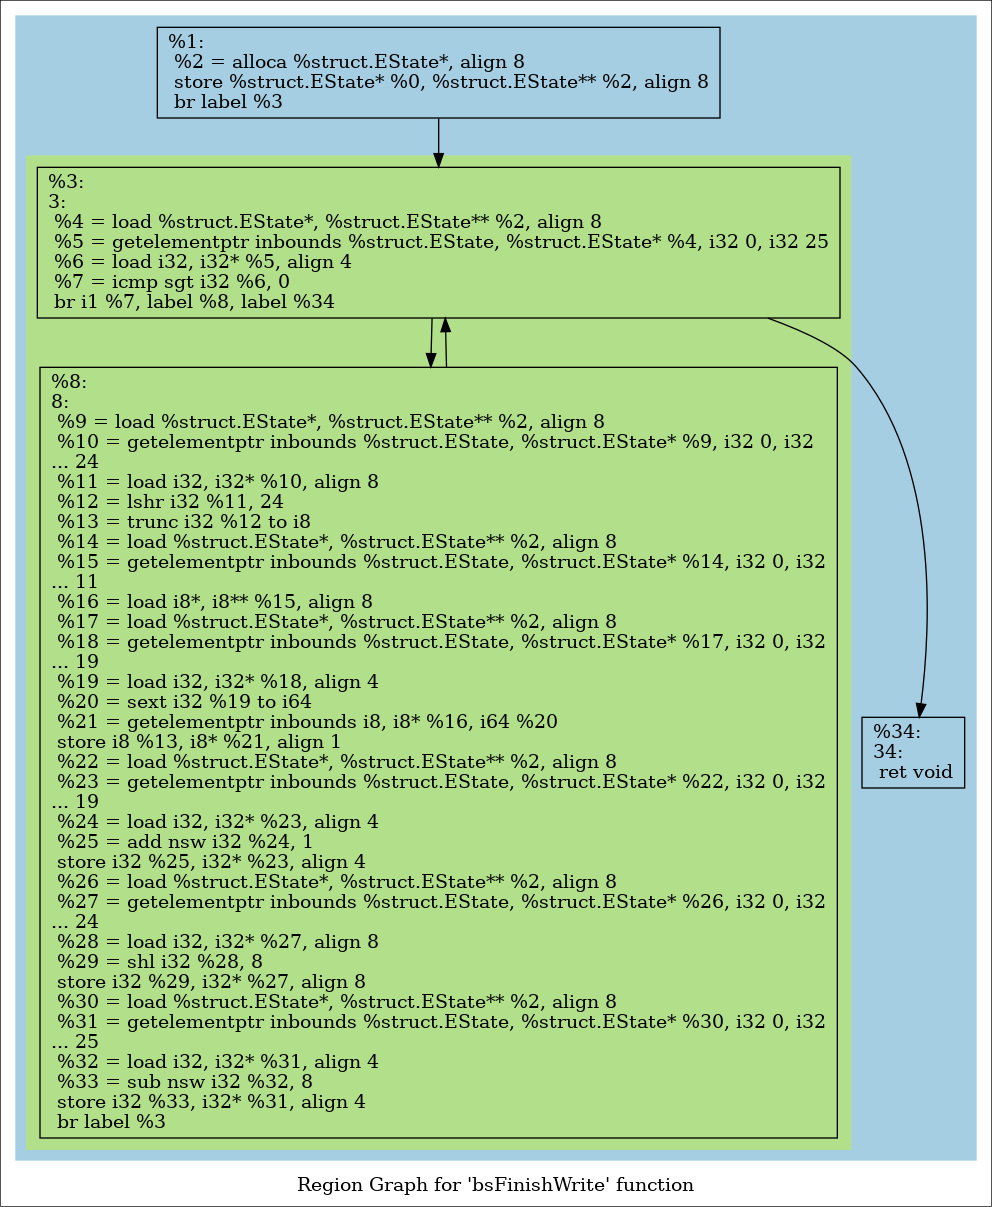 %1:
%2 = alloca %struct.EState*, align 8
store %struct.EState* %0, %struct.EState** %2, align 8
br label %3
%3:
3:
%4 = load %struct.EState*, %struct.EState** %2, align 8
%5 = getelementptr inbounds %struct.EState, %struct.EState* %4, i32 0, i32 25
%6 = load i32, i32* %5, align 4
%7 = icmp sgt i32 %6, 0
br i1 %7, label %8, label %34
%8:
8:
%9 = load %struct.EState*, %struct.EState** %2, align 8
%10 = getelementptr inbounds %struct.EState, %struct.EState* %9, i32 0, i32
... 24
%11 = load i32, i32* %10, align 8
%12 = lshr i32 %11, 24
%13 = trunc i32 %12 to i8
%14 = load %struct.EState*, %struct.EState** %2, align 8
%15 = getelementptr inbounds %struct.EState, %struct.EState* %14, i32 0, i32
... 11
%16 = load i8*, i8** %15, align 8
%17 = load %struct.EState*, %struct.EState** %2, align 8
%18 = getelementptr inbounds %struct.EState, %struct.EState* %17, i32 0, i32
... 19
%19 = load i32, i32* %18, align 4
%20 = sext i32 %19 to i64
%21 = getelementptr inbounds i8, i8* %16, i64 %20
store i8 %13, i8* %21, align 1
%22 = load %struct.EState*, %struct.EState** %2, align 8
%23 = getelementptr inbounds %struct.EState, %struct.EState* %22, i32 0, i32
... 19
%24 = load i32, i32* %23, align 4
%25 = add nsw i32 %24, 1
store i32 %25, i32* %23, align 4
%26 = load %struct.EState*, %struct.EState** %2, align 8
%27 = getelementptr inbounds %struct.EState, %struct.EState* %26, i32 0, i32
... 24
%28 = load i32, i32* %27, align 8
%29 = shl i32 %28, 8
store i32 %29, i32* %27, align 8
%30 = load %struct.EState*, %struct.EState** %2, align 8
%31 = getelementptr inbounds %struct.EState, %struct.EState* %30, i32 0, i32
... 25
%32 = load i32, i32* %31, align 4
%33 = sub nsw i32 %32, 8
store i32 %33, i32* %31, align 4
br label %3
%34:
34:
ret void
Region Graph for 'bsFinishWrite' function